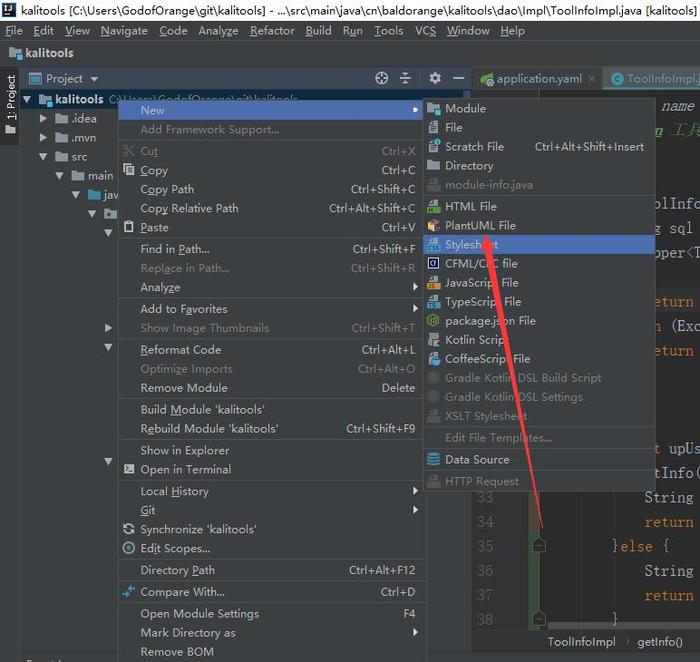 kalitools [C:\Users\GodofOrange\git\kalitools] - ...\src\main\java\cn\baldorange\kalitools\dao\Impl\ToolInfoImpl.java [kalitools]
File Edit View Navigate Code Analyze Refactor Build Run Tools VCS Window Help
kalitools
1: Project
Project
application.yaml
ToolInfoImpl.j
kalitools C:\Users\GodofOrange\git\kalitools
.idea
.mvn
src
main
jav
New
Add Framework Support...
Cut Ctrl+X
Copy Ctrl+C
Copy Path Ctrl+Shift+C
Copy Relative Path Ctrl+Alt+Shift+C
Paste Ctrl+V
Find in Path... Ctrl+Shift+F
Replace in Path... Ctrl+Shift+R
Analyze
Add to Favorites
Show Image Thumbnails Ctrl+Shift+T
Reformat Code Ctrl+Alt+L
Optimize Imports Ctrl+Alt+O
Remove Module Delete
Build Module 'kalitools'
Rebuild Module 'kalitools' Ctrl+Shift+F9
Show in Explorer
Open in Terminal
Local History
Git
Synchronize 'kalitools'
Edit Scopes...
Directory Path Ctrl+Alt+F12
Compare With... Ctrl+D
Open Module Settings F4
Mark Directory as
Remove BOM
Module
File
Scratch File Ctrl+Alt+Shift+Insert
Directory
module-info.java
HTML File
PlantUML File
Stylesheet
CFML/CFC file
JavaScript File
TypeScript File
package.json File
Kotlin Script
CoffeeScript File
Gradle Kotlin DSL Build Script
Gradle Kotlin DSL Settings
XSLT Stylesheet
Edit File Templates...
Data Source
HTTP Request
name
n 工具
olInfo
g sql
pper<T
return
n (Exc
return
t upUs
tInfo(
33 String
34 return
35 }else {
36 String
37 return
38 }
ToolInfoImpl › getInfo()